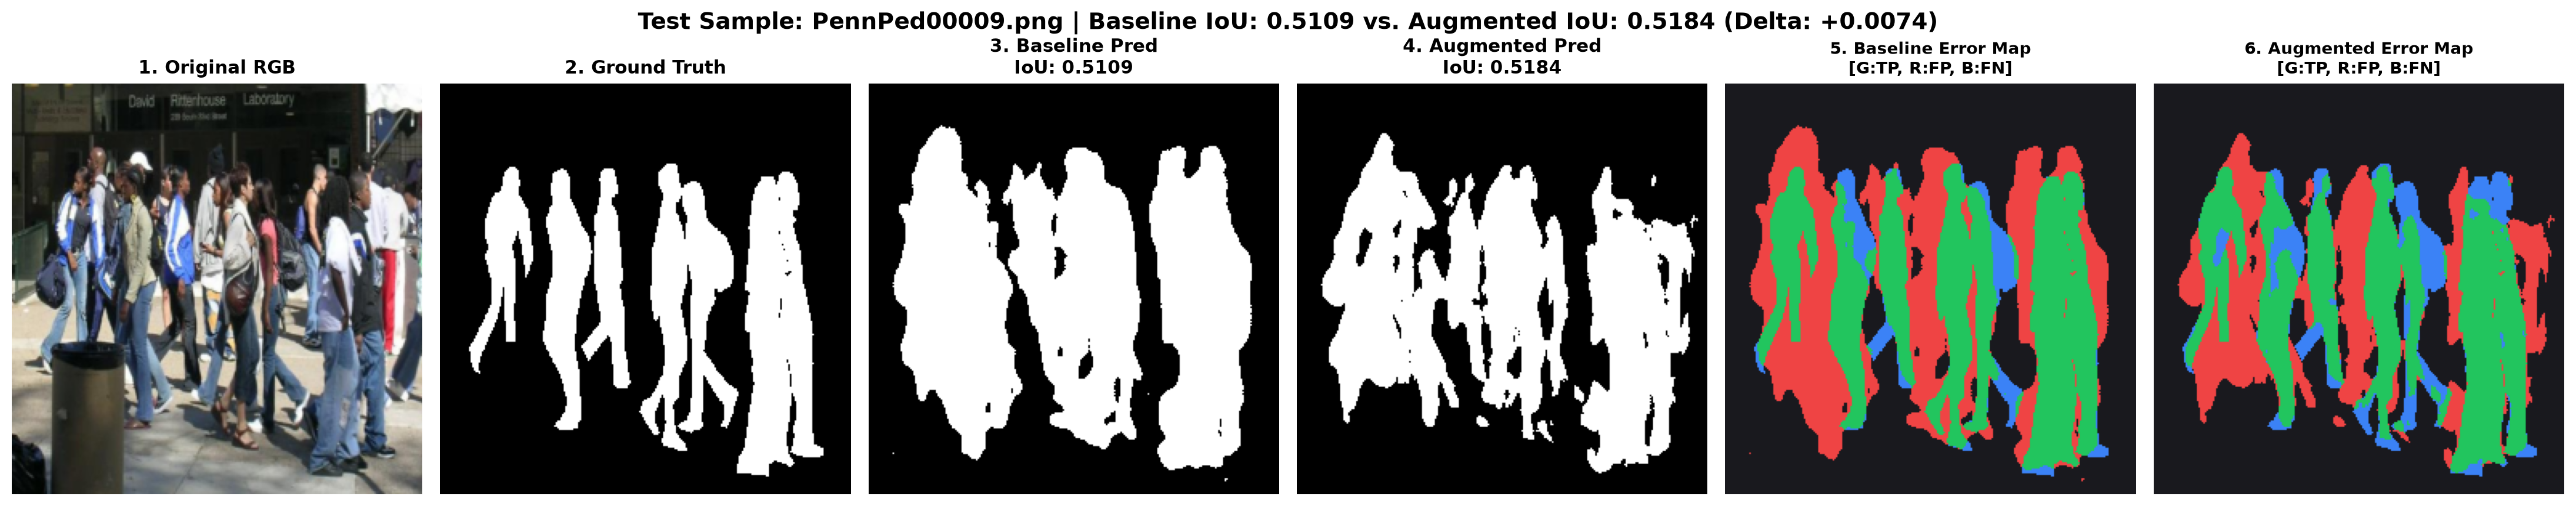 Test Sample: PennPed00009.png | Baseline IoU: 0.5109 vs. Augmented IoU: 0.5184 (Delta: +0.0074)
1. Original RGB
2. Ground Truth
3. Baseline Pred
IoU: 0.5109
4. Augmented Pred
IoU: 0.5184
5. Baseline Error Map
[G:TP, R:FP, B:FN]
6. Augmented Error Map
[G:TP, R:FP, B:FN]
David Rittenhouse Laboratory